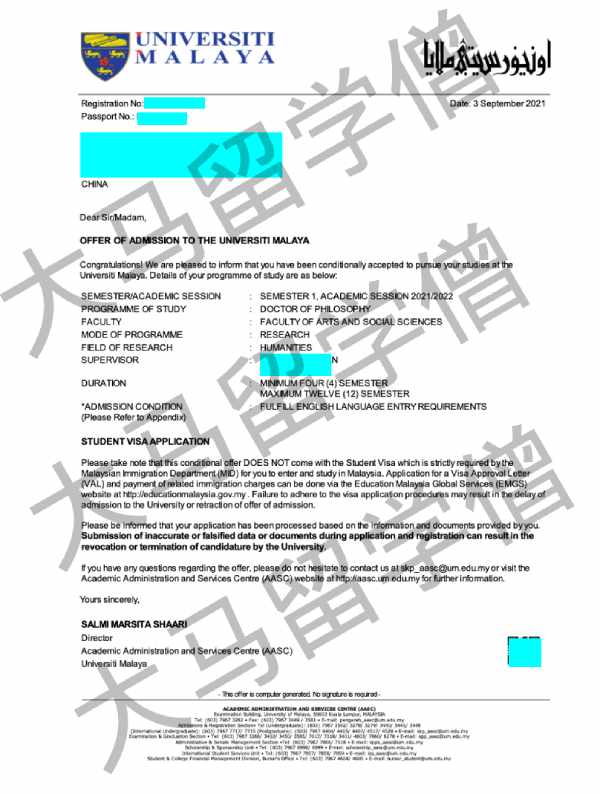 UNIVERSITI
MALAYA
اونيۏرسيتي ملايا
Registration No:
Date: 3 September 2021
Passport No.:
CHINA
Dear Sir/Madam,
OFFER OF ADMISSION TO THE UNIVERSITI MALAYA
Congratulations! We are pleased to inform that you have been conditionally accepted to pursue your studies at the
Universiti Malaya. Details of your programme of study are as below:
SEMESTER/ACADEMIC SESSION : SEMESTER 1, ACADEMIC SESSION 2021/2022
PROGRAMME OF STUDY : DOCTOR OF PHILOSOPHY
FACULTY : FACULTY OF ARTS AND SOCIAL SCIENCES
MODE OF PROGRAMME : RESEARCH
FIELD OF RESEARCH : HUMANITIES
SUPERVISOR : N
DURATION : MINIMUM FOUR (4) SEMESTER
MAXIMUM TWELVE (12) SEMESTER
*ADMISSION CONDITION : FULFILL ENGLISH LANGUAGE ENTRY REQUIREMENTS
(Please Refer to Appendix)
STUDENT VISA APPLICATION
Please take note that this conditional offer DOES NOT come with the Student Visa which is strictly required by the
Malaysian Immigration Department (MID) for you to enter and study in Malaysia. Application for a Visa Approval Letter
(VAL) and payment of related immigration charges can be done via the Education Malaysia Global Services (EMGS)
website at http://educationmalaysia.gov.my . Failure to adhere to the visa application procedures may result in the delay of
admission to the University or retraction of offer of admission.
Please be informed that your application has been processed based on the information and documents provided by you.
Submission of inaccurate or falsified data or documents during application and registration can result in the
revocation or termination of candidature by the University.
If you have any questions regarding the offer, please do not hesitate to contact us at skp_aasc@um.edu.my or visit the
Academic Administration and Services Centre (AASC) website at http://aasc.um.edu.my for further information.
Yours sincerely,
SALMI MARSITA SHAARI
Director
Academic Administration and Services Centre (AASC)
Universiti Malaya
- This offer is computer generated. No signature is required -
ACADEMIC ADMINISTRATION AND SERVICES CENTRE (AASC)
Examination Building, University of Malaya, 50603 Kuala Lumpur, MALAYSIA
大马留学僧
大马留学僧
大马留学僧